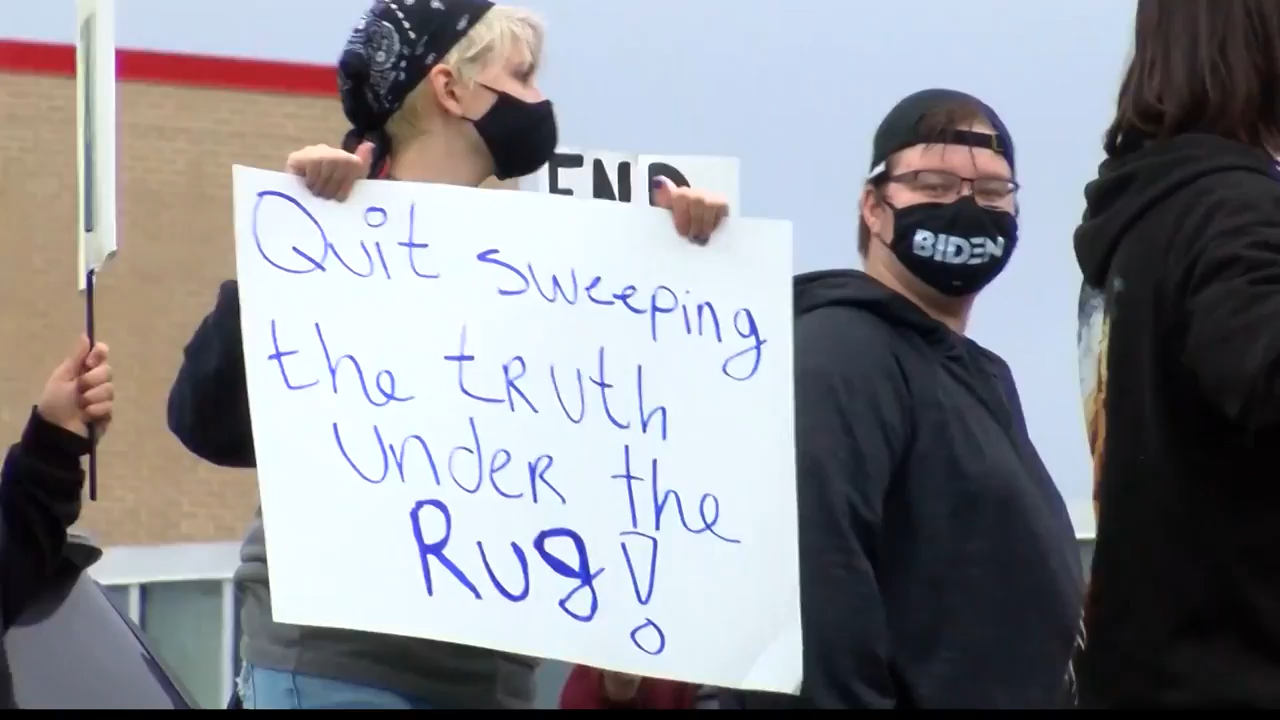 END
Quit sweeping
the tRUth
UndeR the
Rug!
BIDEN